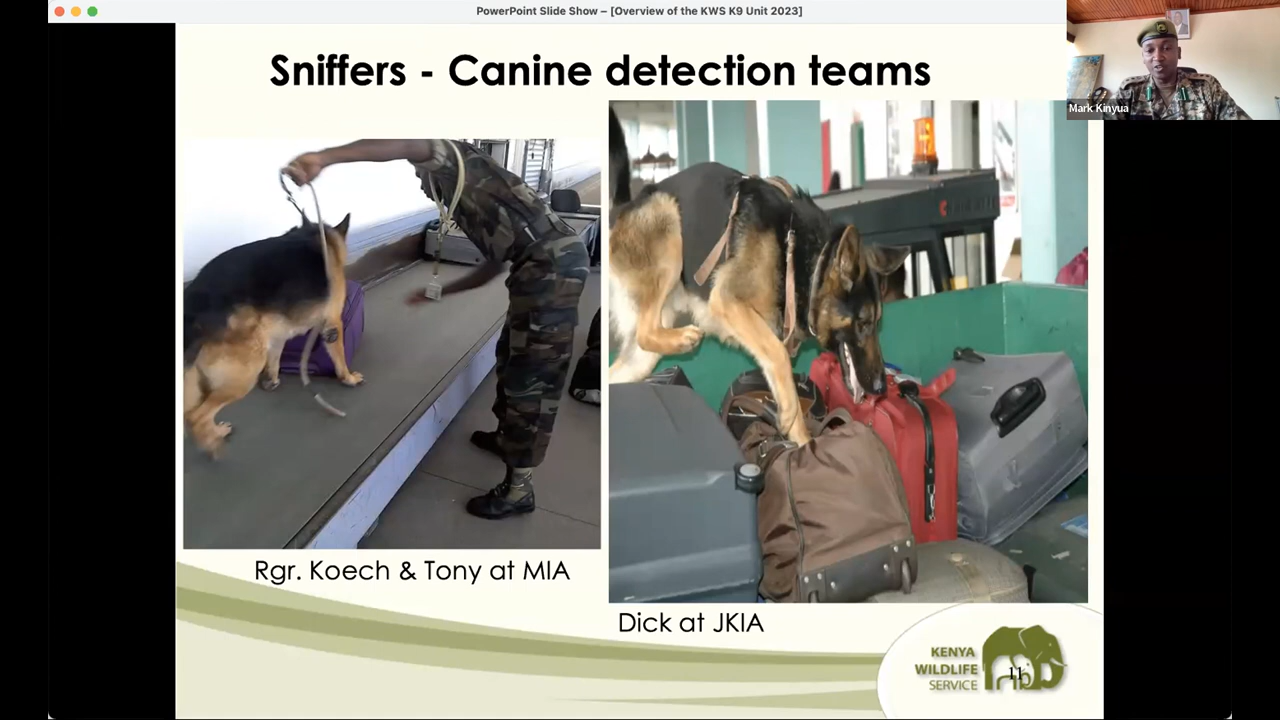 PowerPoint Slide Show – [Overview of the KWS K9 Unit 2023]
Mark Kinyua
Sniffers - Canine detection teams
Rgr. Koech & Tony at MIA
Dick at JKIA
KENYA
WILDLIFE
SERVICE
11